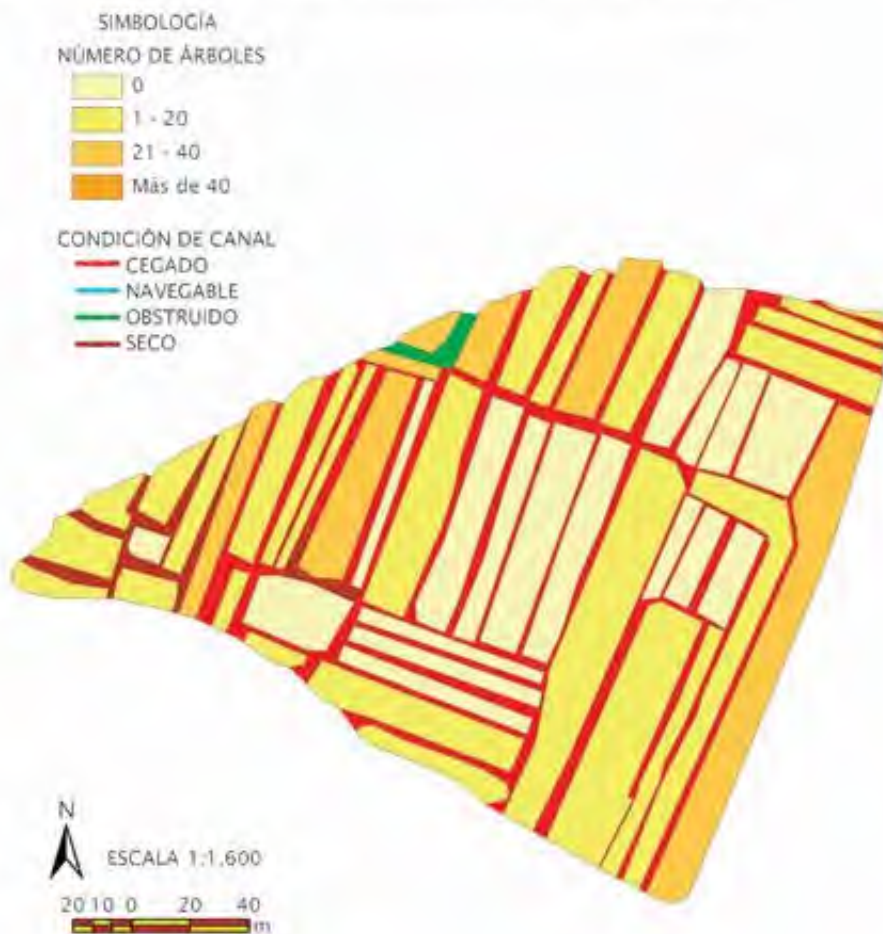 SIMBOLOGÍA
NÚMERO DE ÁRBOLES
0
1 - 20
21 - 40
Más de 40
CONDICIÓN DE CANAL
CEGADO
NAVEGABLE
OBSTRUIDO
SECO
N
ESCALA 1:1,600
20 10 0 20 40
m